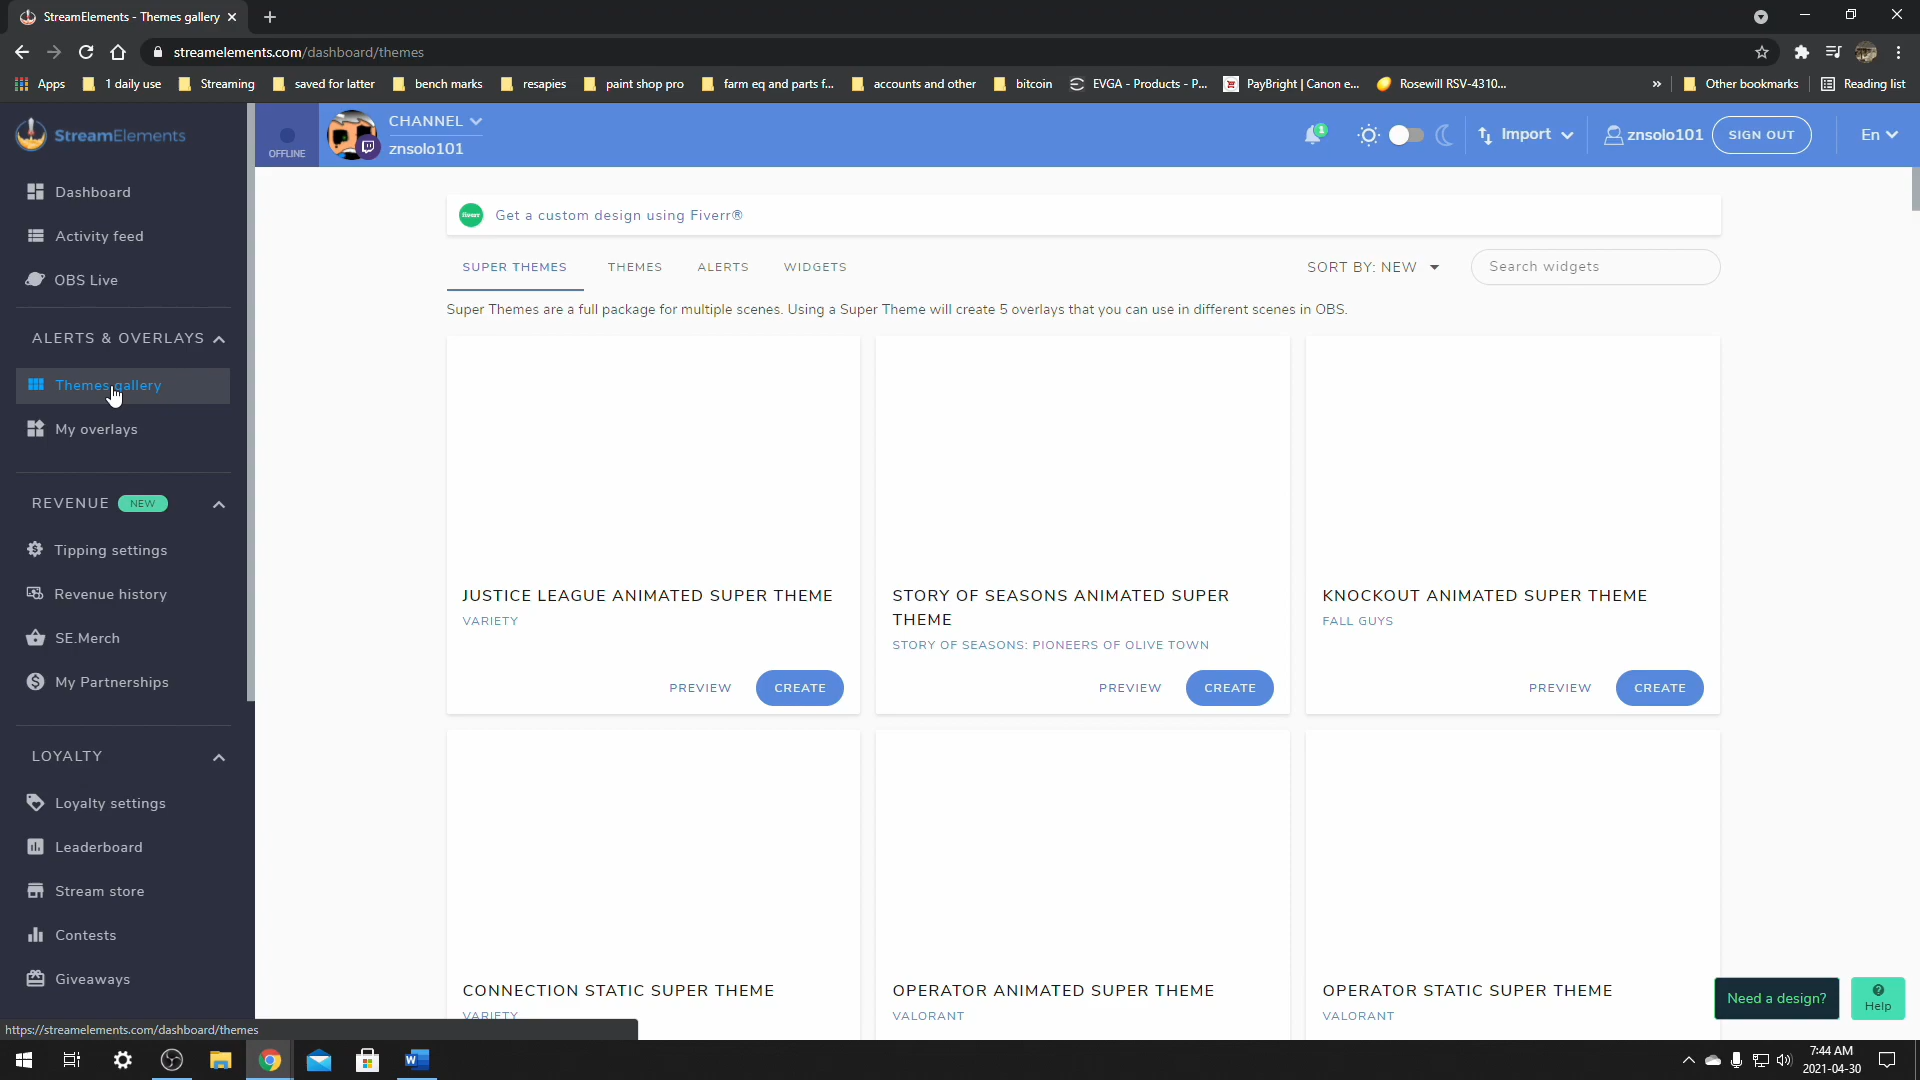 StreamElements - Themes gallery
streamelements.com/dashboard/themes
Apps
1 daily use
Streaming
saved for latter
bench marks
resapies
paint shop pro
farm eq and parts f...
accounts and other
bitcoin
EVGA - Products - P...
PayBright | Canon e...
Rosewill RSV-4310...
»
Other bookmarks
Reading list
StreamElements
OFFLINE
CHANNEL
znsolo101
1
Import
znsolo101
SIGN OUT
En
Dashboard
Activity feed
OBS Live
ALERTS & OVERLAYS
Themes gallery
My overlays
REVENUE NEW
Tipping settings
Revenue history
SE.Merch
My Partnerships
LOYALTY
Loyalty settings
Leaderboard
Stream store
Contests
Giveaways
fiverr
Get a custom design using Fiverr®
SUPER THEMES
THEMES
ALERTS
WIDGETS
SORT BY: NEW
Search widgets
Super Themes are a full package for multiple scenes. Using a Super Theme will create 5 overlays that you can use in different scenes in OBS.
JUSTICE LEAGUE ANIMATED SUPER THEME
VARIETY
PREVIEW
CREATE
STORY OF SEASONS ANIMATED SUPER
THEME
STORY OF SEASONS: PIONEERS OF OLIVE TOWN
PREVIEW
CREATE
KNOCKOUT ANIMATED SUPER THEME
FALL GUYS
PREVIEW
CREATE
CONNECTION STATIC SUPER THEME
VARIETY
OPERATOR ANIMATED SUPER THEME
VALORANT
OPERATOR STATIC SUPER THEME
VALORANT
Need a design?
Help
https://streamelements.com/dashboard/themes
7:44 AM
2021-04-30